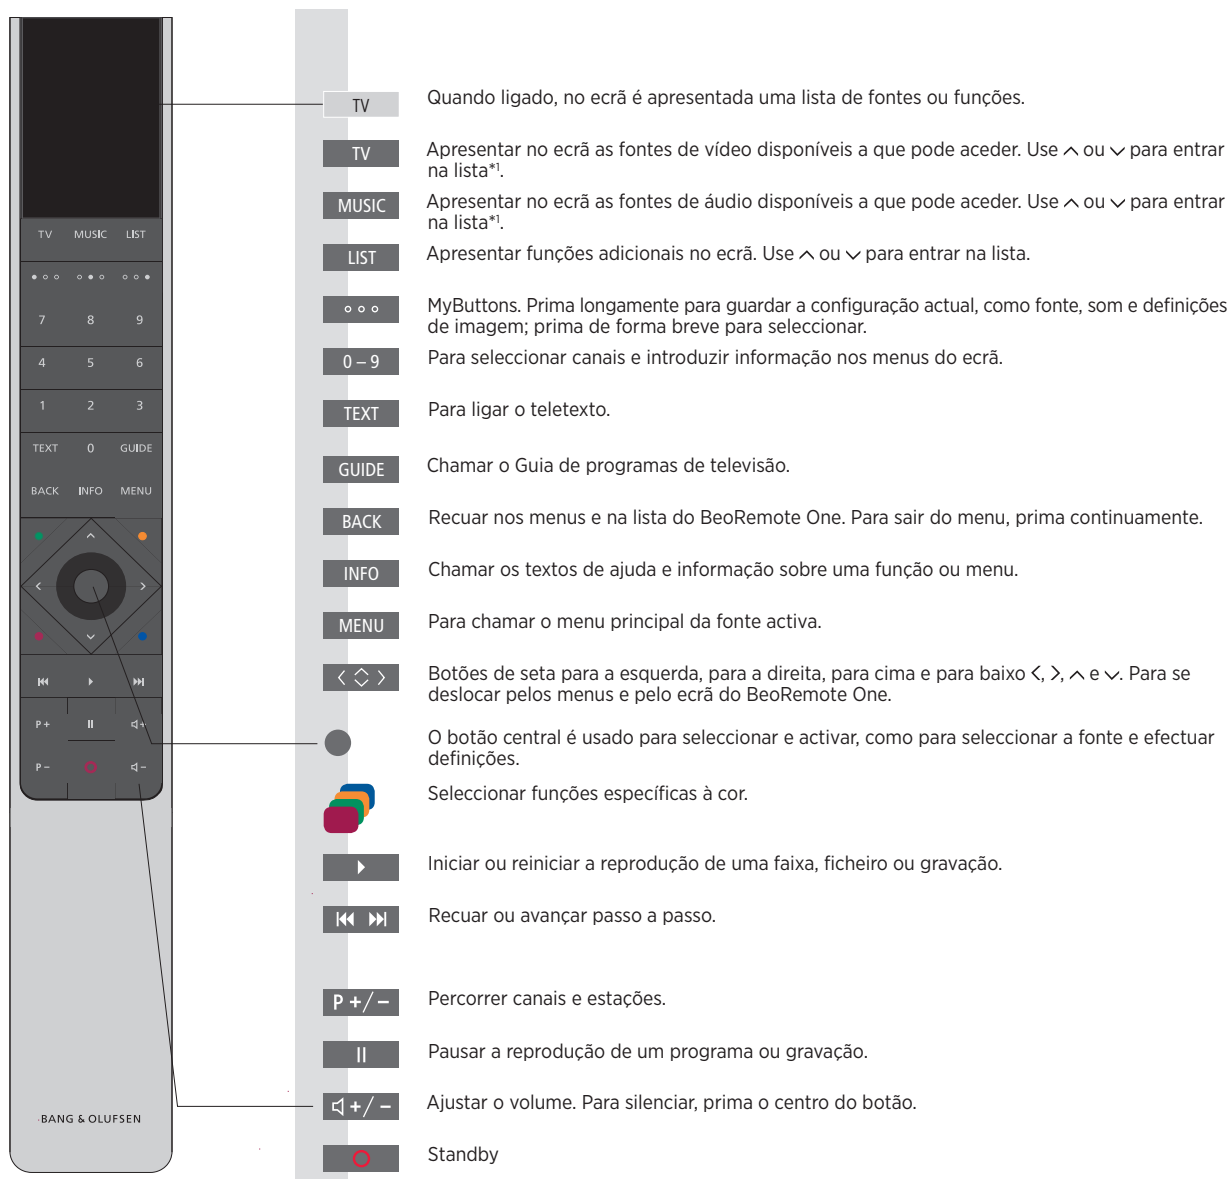 TV MUSIC LIST
7 8 9
4 5 6
1 2 3
TEXT 0 GUIDE
BACK INFO MENU
P + +
P – –
BANG & OLUFSEN
TV Quando ligado, no ecrã é apresentada uma lista de fontes ou funções.
TV Apresentar no ecrã as fontes de vídeo disponíveis a que pode aceder. Use ou para entrar
na lista*¹.
MUSIC Apresentar no ecrã as fontes de áudio disponíveis a que pode aceder. Use ou para entrar
na lista*¹.
LIST Apresentar funções adicionais no ecrã. Use ou para entrar na lista.
MyButtons. Prima longamente para guardar a configuração actual, como fonte, som e definições
de imagem; prima de forma breve para seleccionar.
0 – 9 Para seleccionar canais e introduzir informação nos menus do ecrã.
TEXT Para ligar o teletexto.
GUIDE Chamar o Guia de programas de televisão.
BACK Recuar nos menus e na lista do BeoRemote One. Para sair do menu, prima continuamente.
INFO Chamar os textos de ajuda e informação sobre uma função ou menu.
MENU Para chamar o menu principal da fonte activa.
Botões de seta para a esquerda, para a direita, para cima e para baixo , , e . Para se
deslocar pelos menus e pelo ecrã do BeoRemote One.
O botão central é usado para seleccionar e activar, como para seleccionar a fonte e efectuar
definições.
Seleccionar funções específicas à cor.
Iniciar ou reiniciar a reprodução de uma faixa, ficheiro ou gravação.
Recuar ou avançar passo a passo.
P +/– Percorrer canais e estações.
Pausar a reprodução de um programa ou gravação.
+/– Ajustar o volume. Para silenciar, prima o centro do botão.
Standby